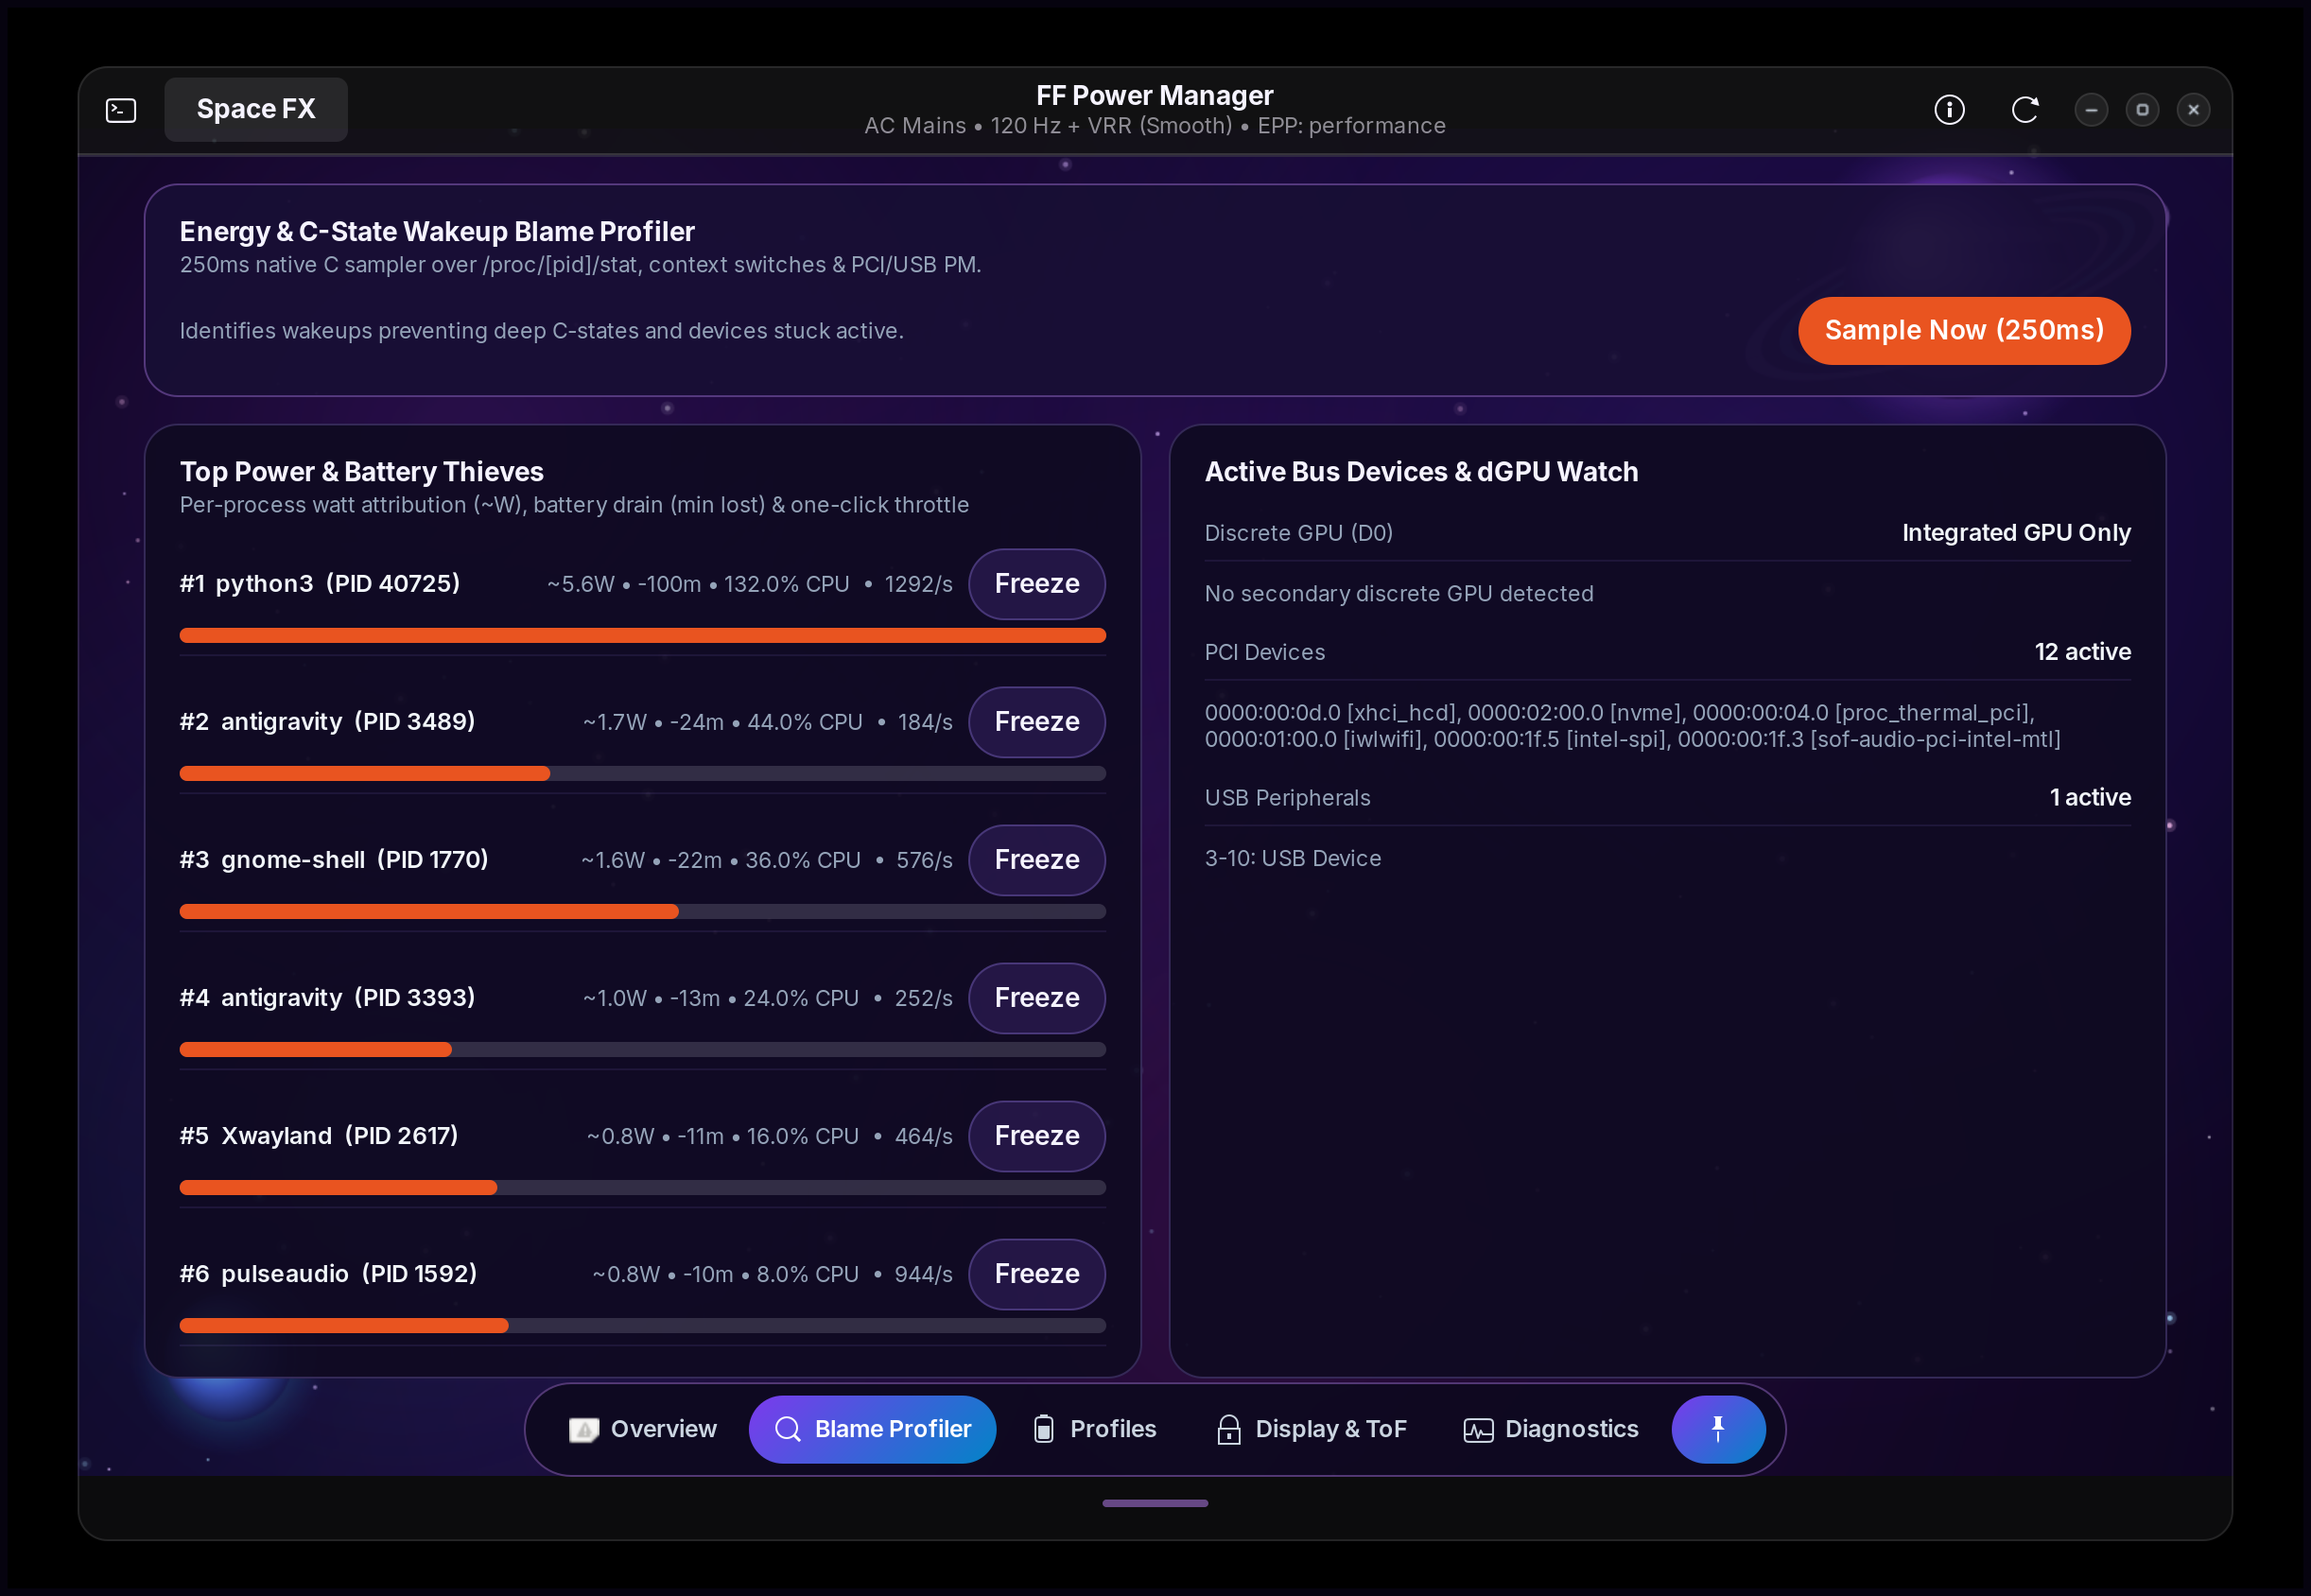 Space FX
FF Power Manager
AC Mains • 120 Hz + VRR (Smooth) • EPP: performance
Energy & C-State Wakeup Blame Profiler
250ms native C sampler over /proc/[pid]/stat, context switches & PCI/USB PM.
Identifies wakeups preventing deep C-states and devices stuck active.
Sample Now (250ms)
Top Power & Battery Thieves
Per-process watt attribution (~W), battery drain (min lost) & one-click throttle
#1 python3 (PID 40725) ~5.6W • -100m • 132.0% CPU • 1292/s Freeze
#2 antigravity (PID 3489) ~1.7W • -24m • 44.0% CPU • 184/s Freeze
#3 gnome-shell (PID 1770) ~1.6W • -22m • 36.0% CPU • 576/s Freeze
#4 antigravity (PID 3393) ~1.0W • -13m • 24.0% CPU • 252/s Freeze
#5 Xwayland (PID 2617) ~0.8W • -11m • 16.0% CPU • 464/s Freeze
#6 pulseaudio (PID 1592) ~0.8W • -10m • 8.0% CPU • 944/s Freeze
Active Bus Devices & dGPU Watch
Discrete GPU (D0) Integrated GPU Only
No secondary discrete GPU detected
PCI Devices 12 active
0000:00:0d.0 [xhci_hcd], 0000:02:00.0 [nvme], 0000:00:04.0 [proc_thermal_pci],
0000:01:00.0 [iwlwifi], 0000:00:1f.5 [intel-spi], 0000:00:1f.3 [sof-audio-pci-intel-mtl]
USB Peripherals 1 active
3-10: USB Device
Overview Blame Profiler Profiles Display & ToF Diagnostics